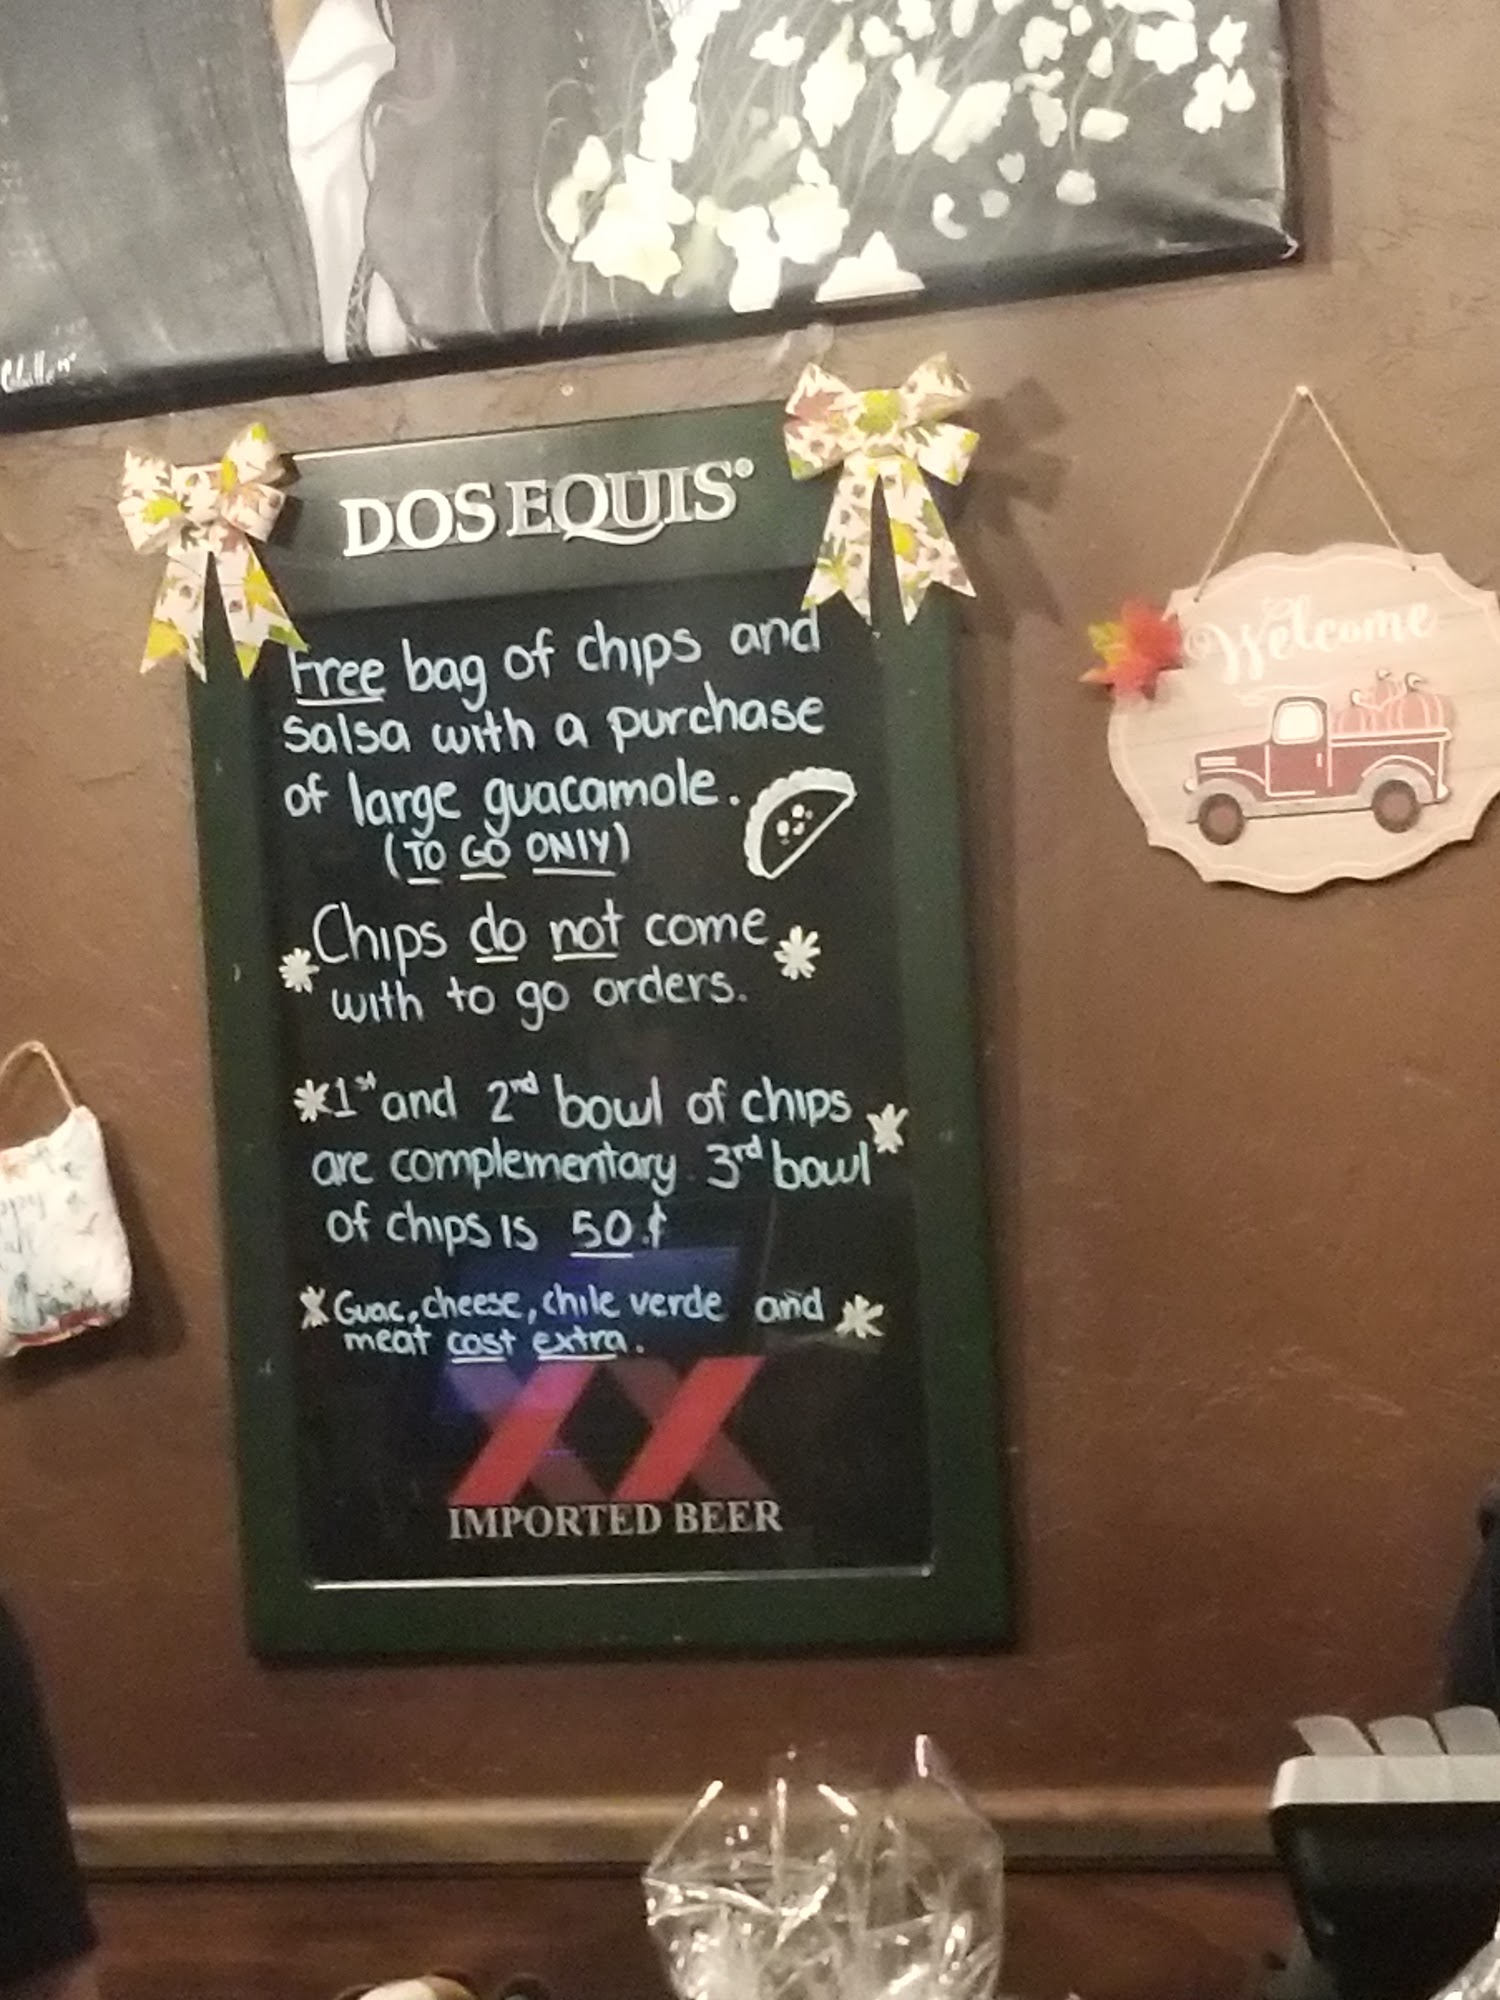 DOS EQUIS®
Free bag of chips and
salsa with a purchase
of large guacamole.
(TO GO ONLY)
Chips do not come
with to go orders.
1st and 2nd bowl of chips
are complementary. 3rd bowl
of chips is 50¢
Guac, cheese, chile verde and
meat cost extra.
XX
IMPORTED BEER
Welcome